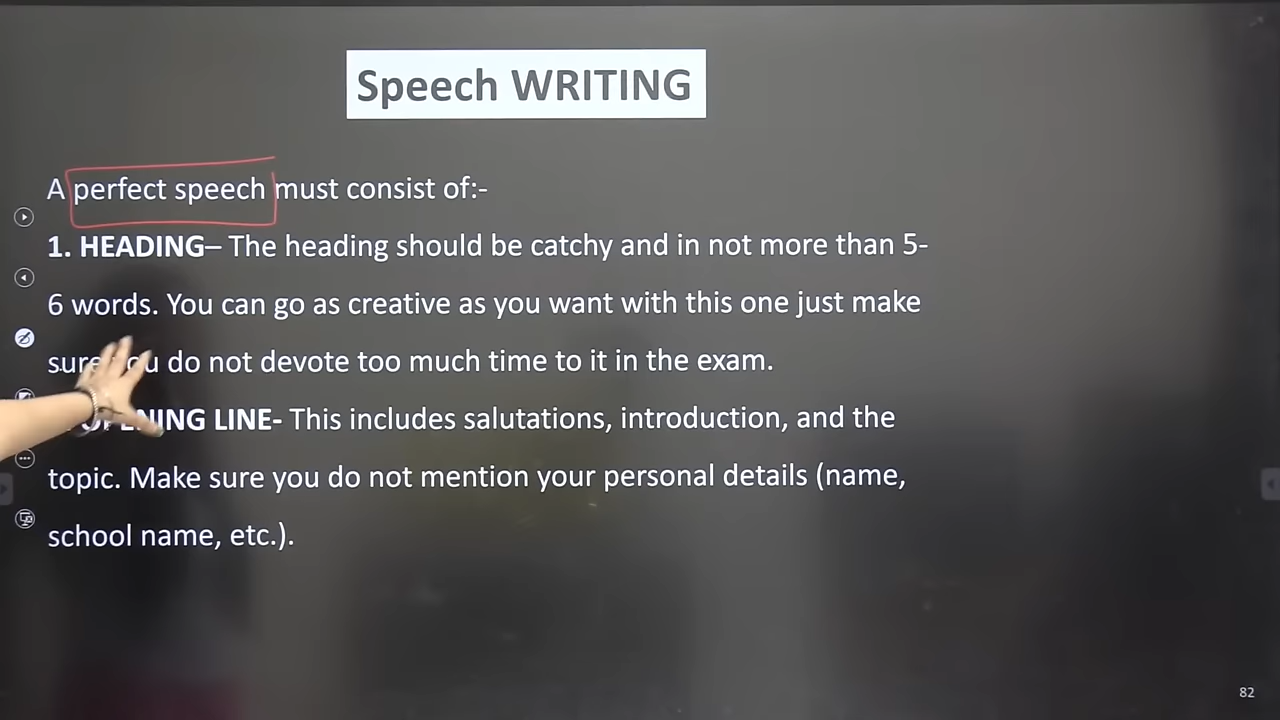 Speech WRITING
A perfect speech must consist of:-
1. HEADING– The heading should be catchy and in not more than 5-
6 words. You can go as creative as you want with this one just make
sure you do not devote too much time to it in the exam.
OPENING LINE- This includes salutations, introduction, and the
topic. Make sure you do not mention your personal details (name,
school name, etc.).
82